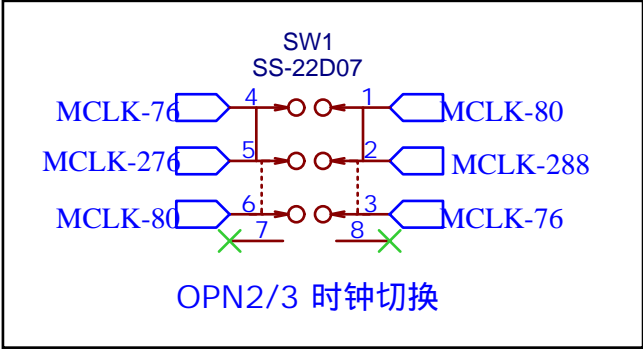 SW1
SS-22D07
MCLK-76 4 1 MCLK-80
MCLK-276 5 2 MCLK-288
MCLK-80 6 3 MCLK-76
7 8
OPN2/3 时钟切换